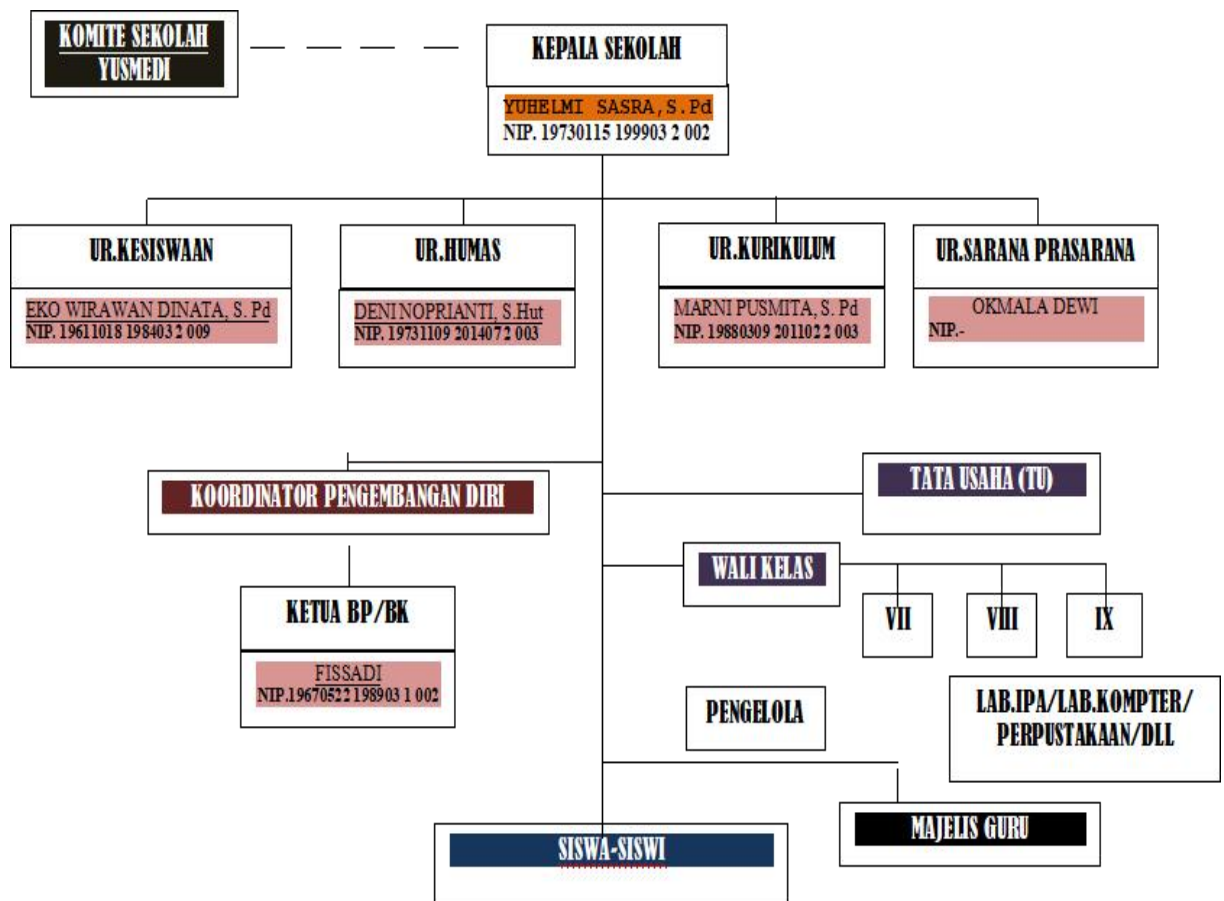 KOMITE SEKOLAH
YUSMEDI
KEPALA SEKOLAH
YUHELMI SASRA, S.Pd
NIP. 19730115 199903 2 002
UR.KESISWAAN
EKO WIRAWAN DINATA, S. Pd
NIP. 19611018 198403 2 009
UR.HUMAS
DENI NOPRIANTI, S.Hut
NIP. 19731109 201407 2 003
UR.KURIKULUM
MARNI PUSMITA, S. Pd
NIP. 19880309 201102 2 003
UR.SARANA PRASARANA
OKMALA DEWI
NIP.-
KOORDINATOR PENGEMBANGAN DIRI
TATA USAHA (TU)
WALI KELAS
VII
VIII
IX
KETUA BP/BK
FISSADI
NIP.19670522 198903 1 002
PENGELOLA
LAB.IPA/LAB.KOMPTER/
PERPUSTAKAAN/DLL
MAJELIS GURU
SISWA-SISWI